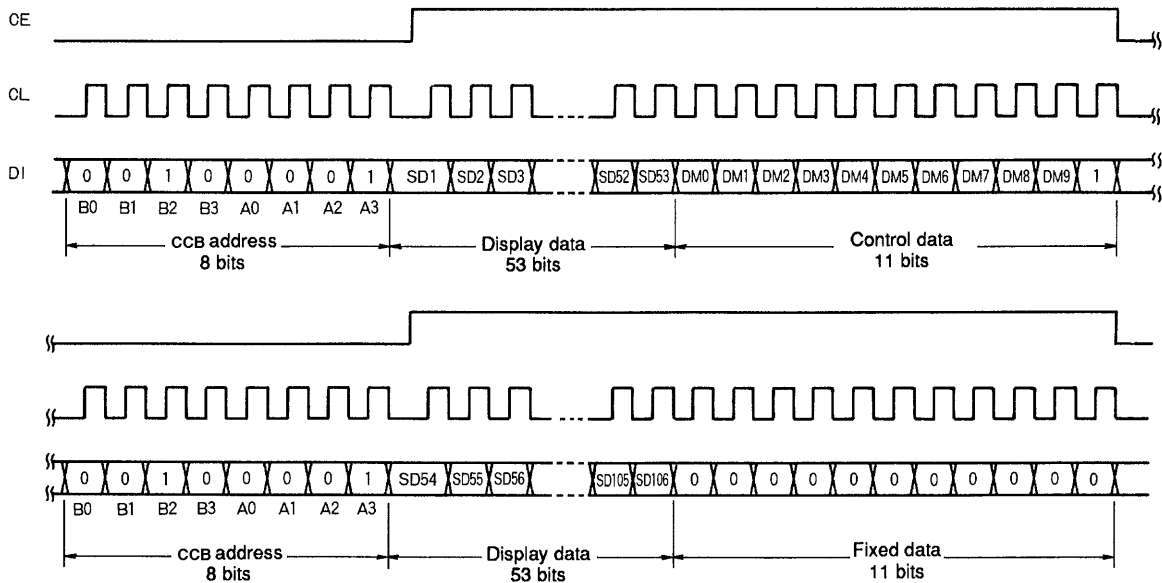 CE
CL
DI 0 0 1 0 0 0 0 1 SD1 SD2 SD3 SD52 SD53 DM0 DM1 DM2 DM3 DM4 DM5 DM6 DM7 DM8 DM9 1
B0 B1 B2 B3 A0 A1 A2 A3
CCB address Display data Control data
8 bits 53 bits 11 bits
0 0 1 0 0 0 0 1 SD54 SD55 SD56 SD105 SD106 0 0 0 0 0 0 0 0 0 0 0
B0 B1 B2 B3 A0 A1 A2 A3
CCB address Display data Fixed data
8 bits 53 bits 11 bits